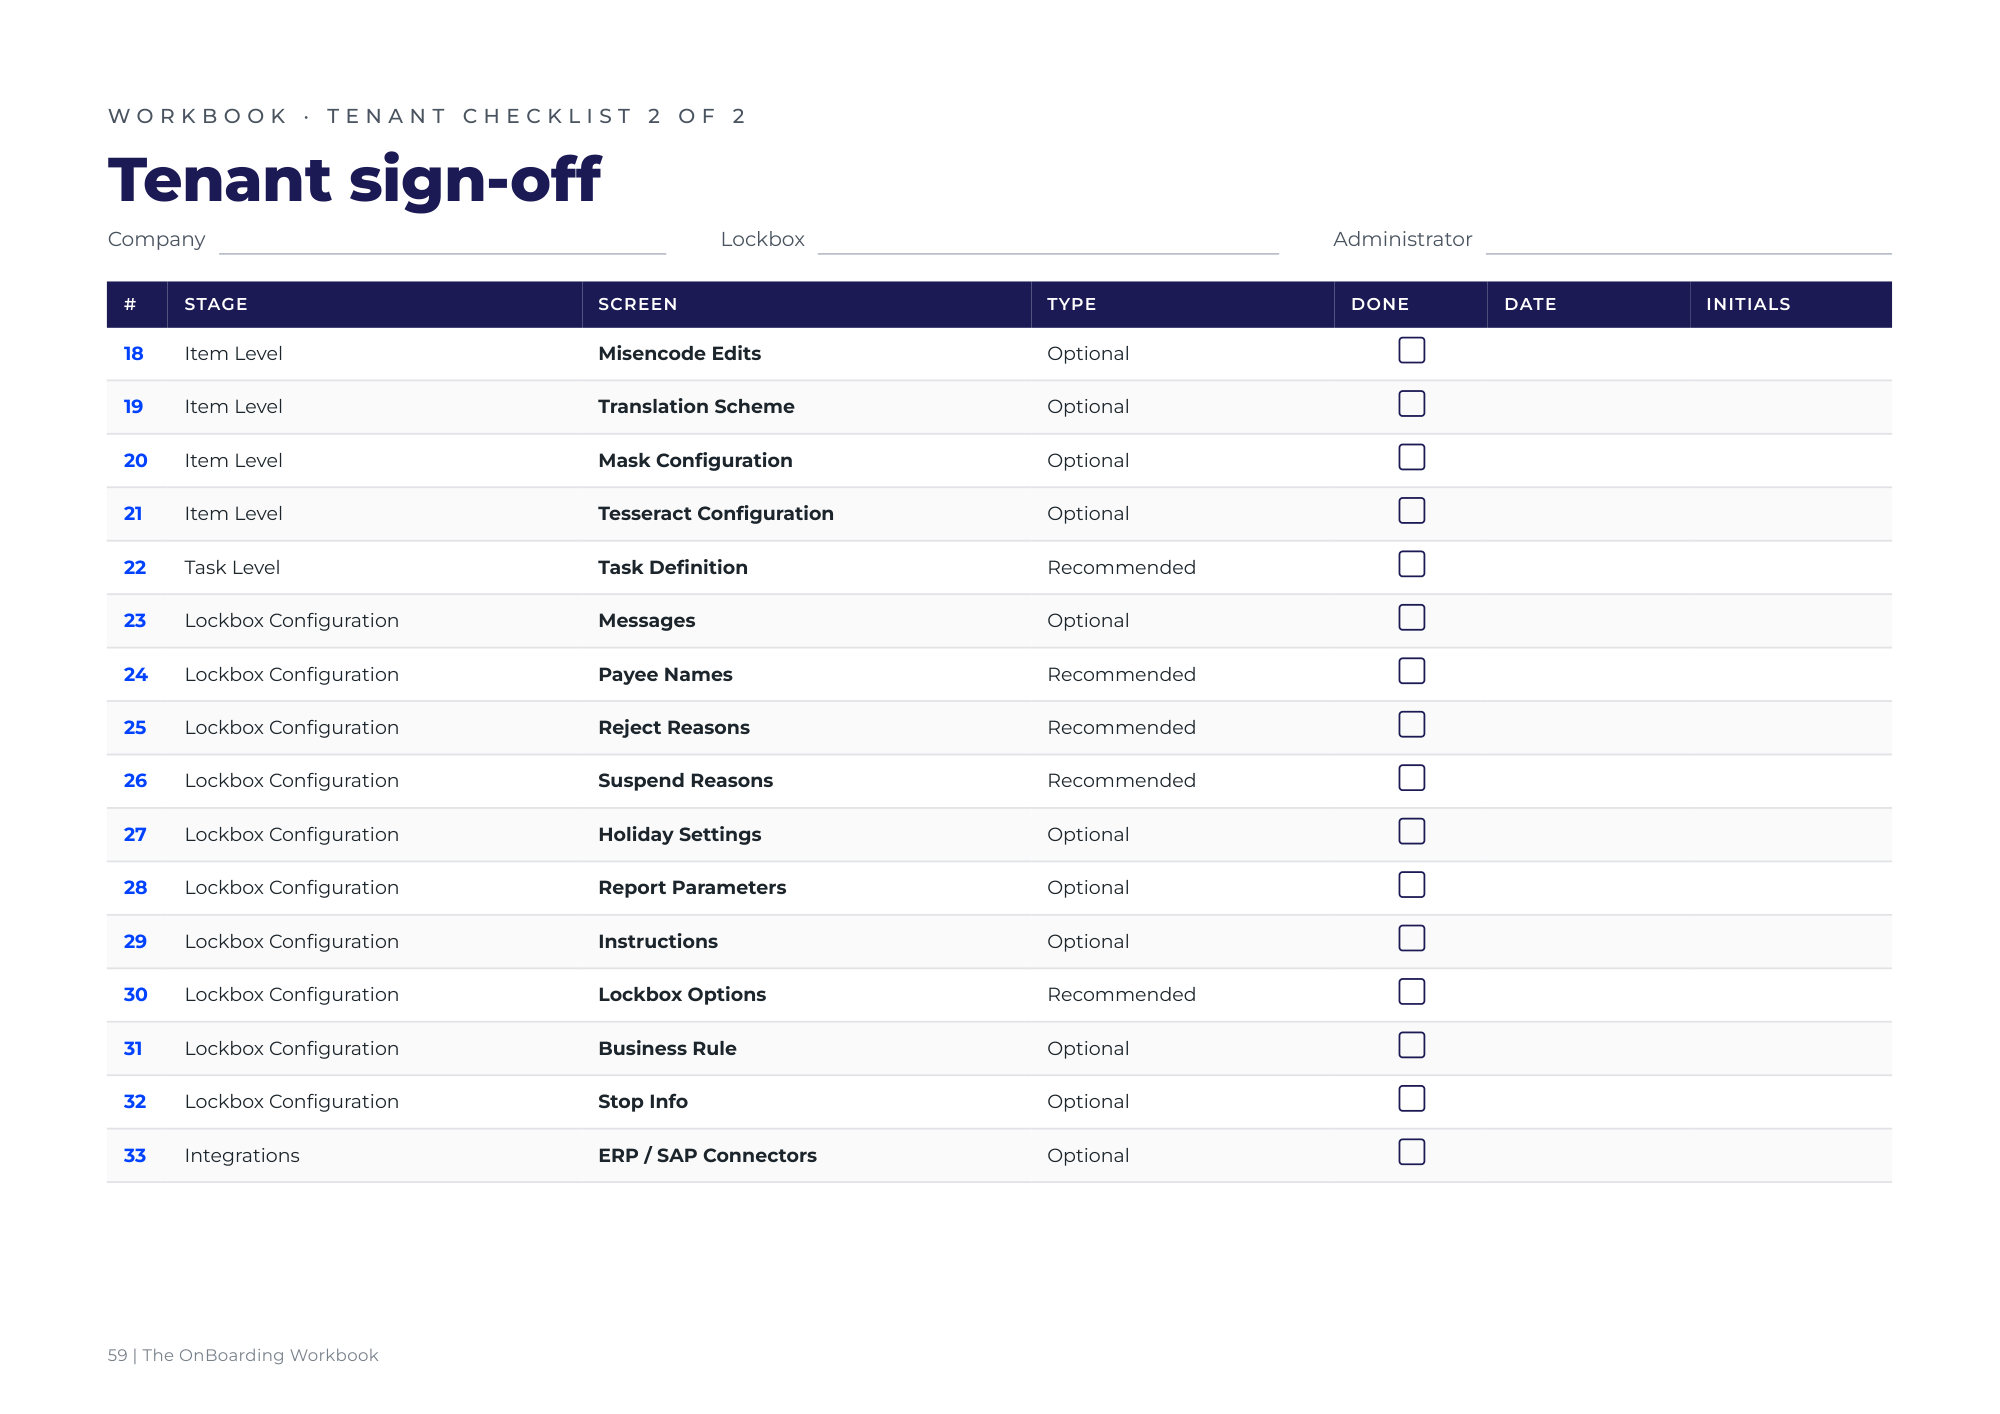 WORKBOOK · TENANT CHECKLIST 2 OF 2
Tenant sign-off
Company Lockbox Administrator
# STAGE SCREEN TYPE DONE DATE INITIALS
18 Item Level Misencode Edits Optional
19 Item Level Translation Scheme Optional
20 Item Level Mask Configuration Optional
21 Item Level Tesseract Configuration Optional
22 Task Level Task Definition Recommended
23 Lockbox Configuration Messages Optional
24 Lockbox Configuration Payee Names Recommended
25 Lockbox Configuration Reject Reasons Recommended
26 Lockbox Configuration Suspend Reasons Recommended
27 Lockbox Configuration Holiday Settings Optional
28 Lockbox Configuration Report Parameters Optional
29 Lockbox Configuration Instructions Optional
30 Lockbox Configuration Lockbox Options Recommended
31 Lockbox Configuration Business Rule Optional
32 Lockbox Configuration Stop Info Optional
33 Integrations ERP / SAP Connectors Optional
59 | The OnBoarding Workbook